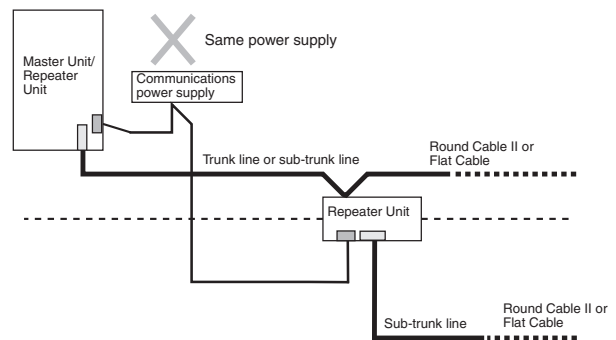 Same power supply
Master Unit/
Repeater
Unit
Communications
power supply
Trunk line or sub-trunk line
Round Cable II or
Flat Cable
Repeater Unit
Sub-trunk line
Round Cable II or
Flat Cable